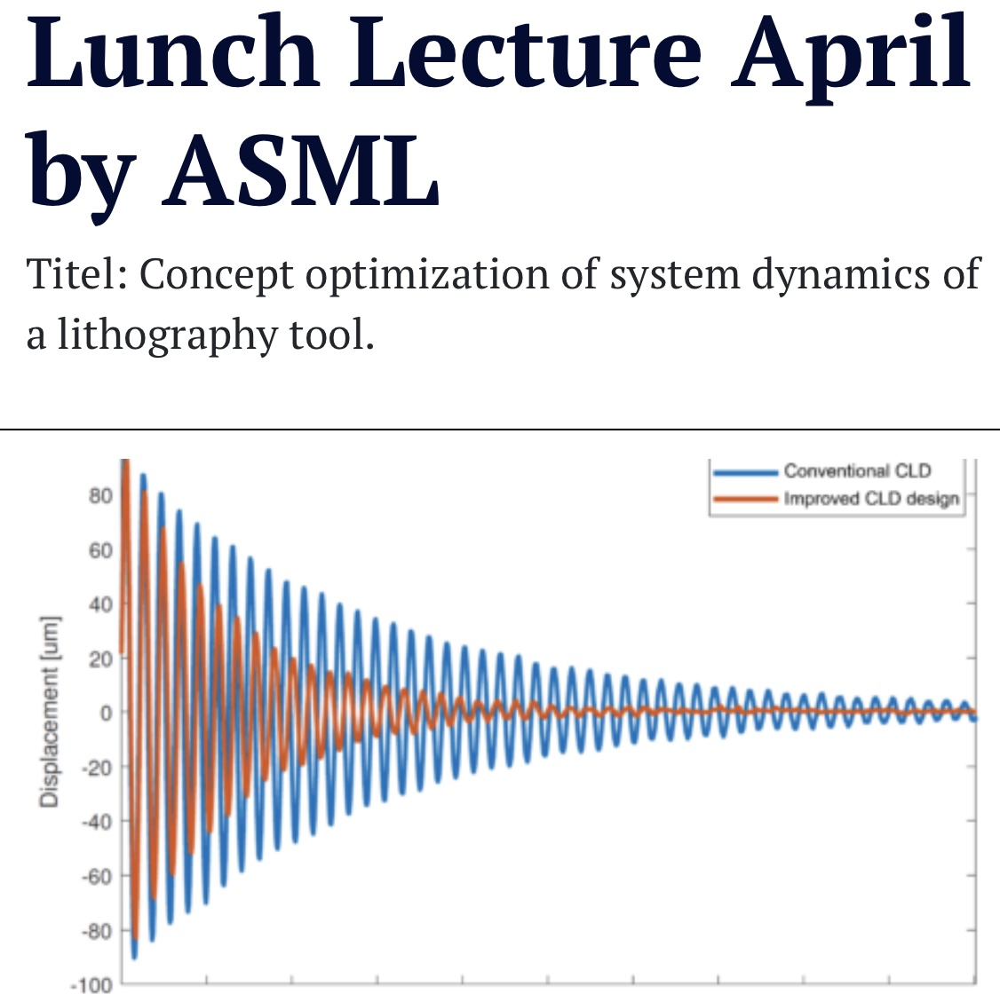 Lunch Lecture April
by ASML
Titel: Concept optimization of system dynamics of
a lithography tool.
Conventional CLD
Improved CLD design
80
60
40
20
0
-20
-40
-60
-80
-100
Displacement [um]